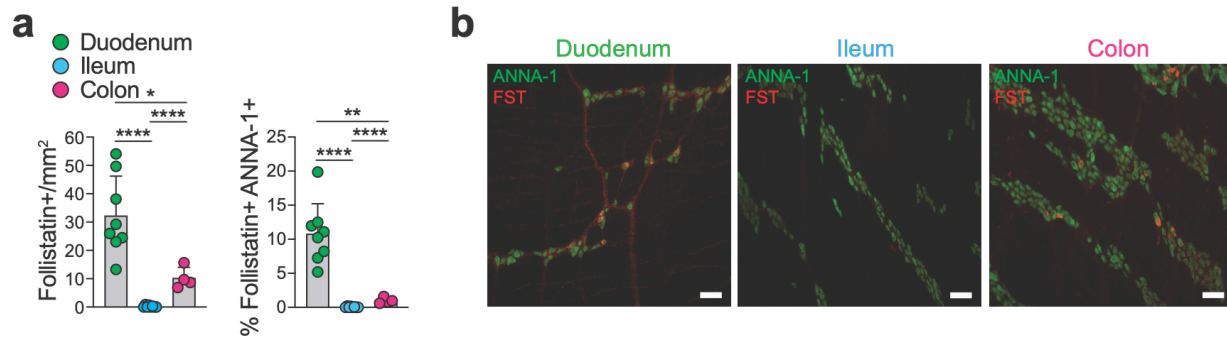 a
Duodenum
Ileum
Colon
*
****
****
Follistatin+/mm²
60
50
40
30
20
10
0
**
****
****
% Follistatin+ ANNA-1+
25
20
15
10
5
0
b
Duodenum
Ileum
Colon
ANNA-1
FST
ANNA-1
FST
ANNA-1
FST